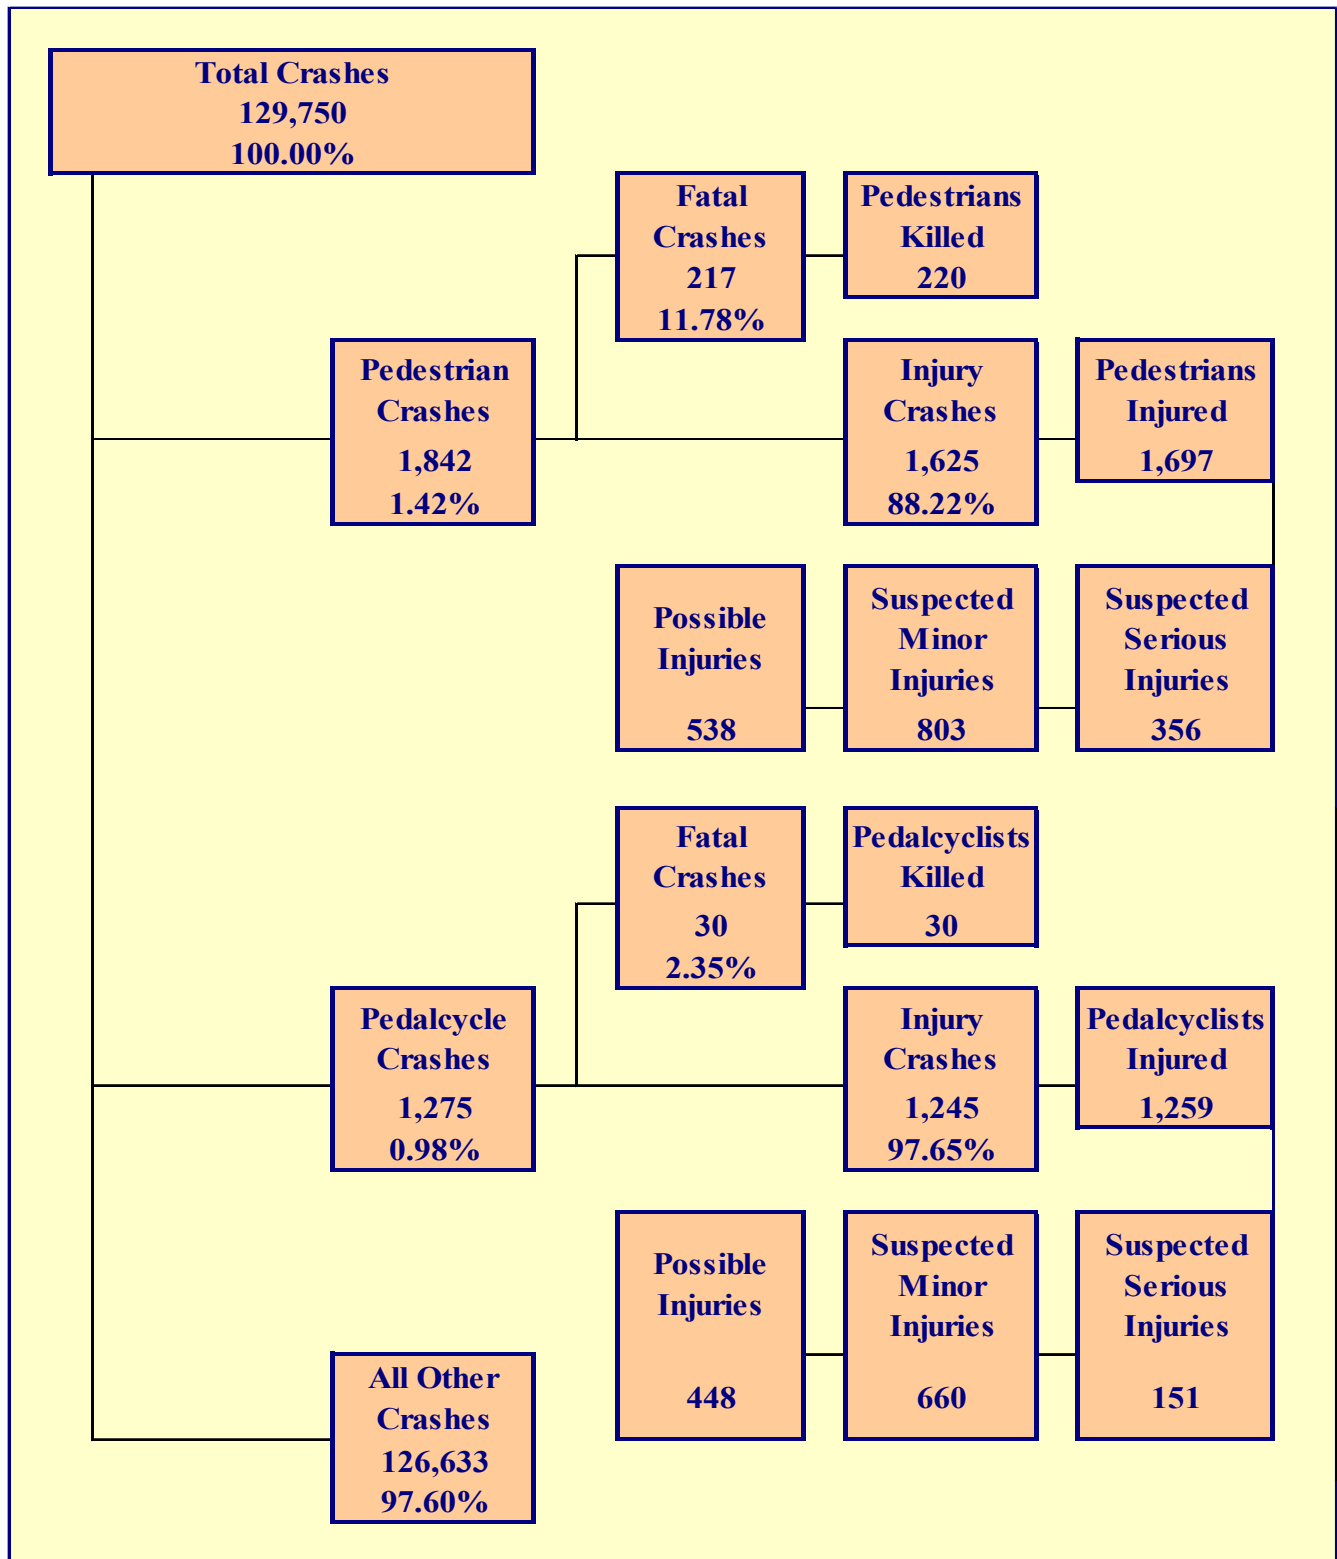 Total Crashes
129,750
100.00%
Fatal
Crashes
217
11.78%
Pedestrians
Killed
220
Pedestrian
Crashes
1,842
1.42%
Injury
Crashes
1,625
88.22%
Pedestrians
Injured
1,697
Possible
Injuries
538
Suspected
Minor
Injuries
803
Suspected
Serious
Injuries
356
Fatal
Crashes
30
2.35%
Pedalcyclists
Killed
30
Pedalcycle
Crashes
1,275
0.98%
Injury
Crashes
1,245
97.65%
Pedalcyclists
Injured
1,259
Possible
Injuries
448
Suspected
Minor
Injuries
660
Suspected
Serious
Injuries
151
All Other
Crashes
126,633
97.60%